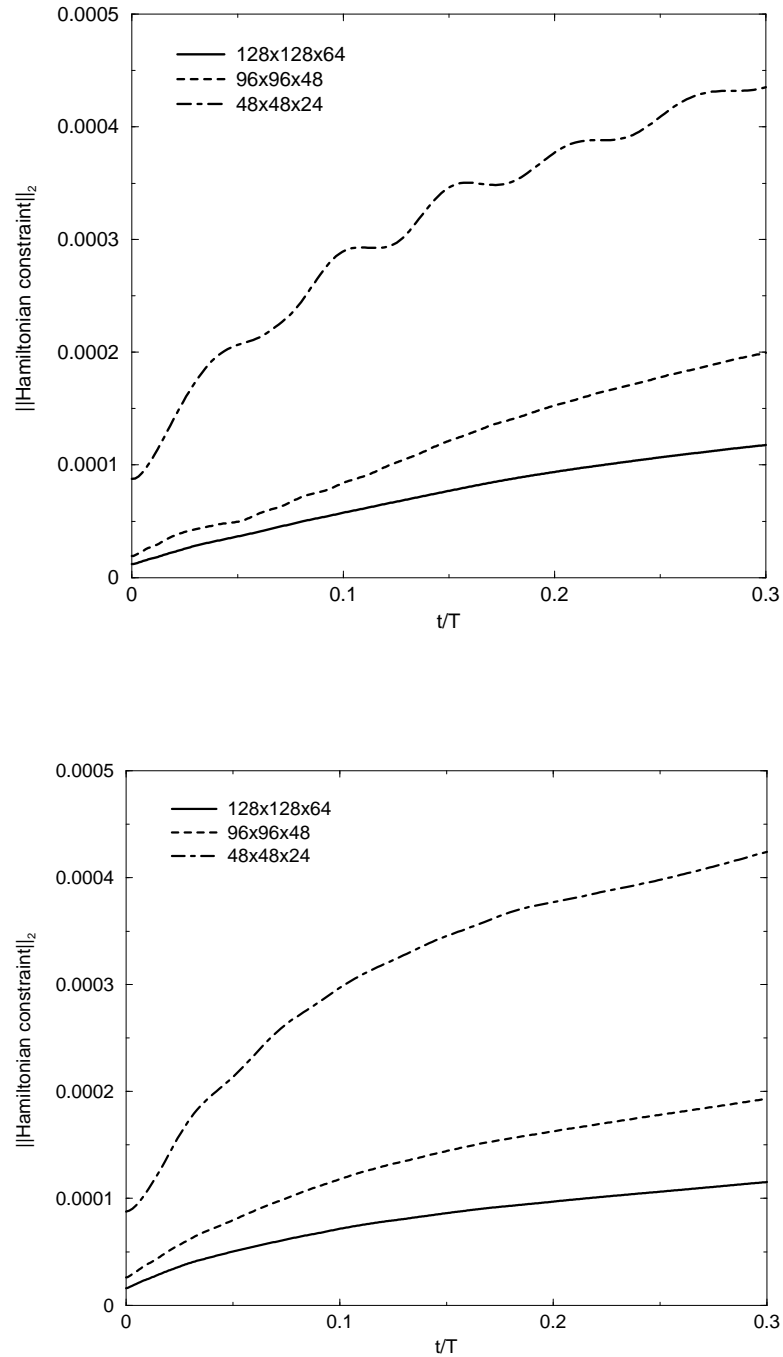 0.0005
128x128x64
96x96x48
48x48x24
0.0004
0.0003
||Hamiltonian constraint||₂
0.0002
0.0001
0
0 0.1 0.2 0.3
t/T
0.0005
128x128x64
96x96x48
48x48x24
0.0004
0.0003
||Hamiltonian constraint||₂
0.0002
0.0001
0
0 0.1 0.2 0.3
t/T